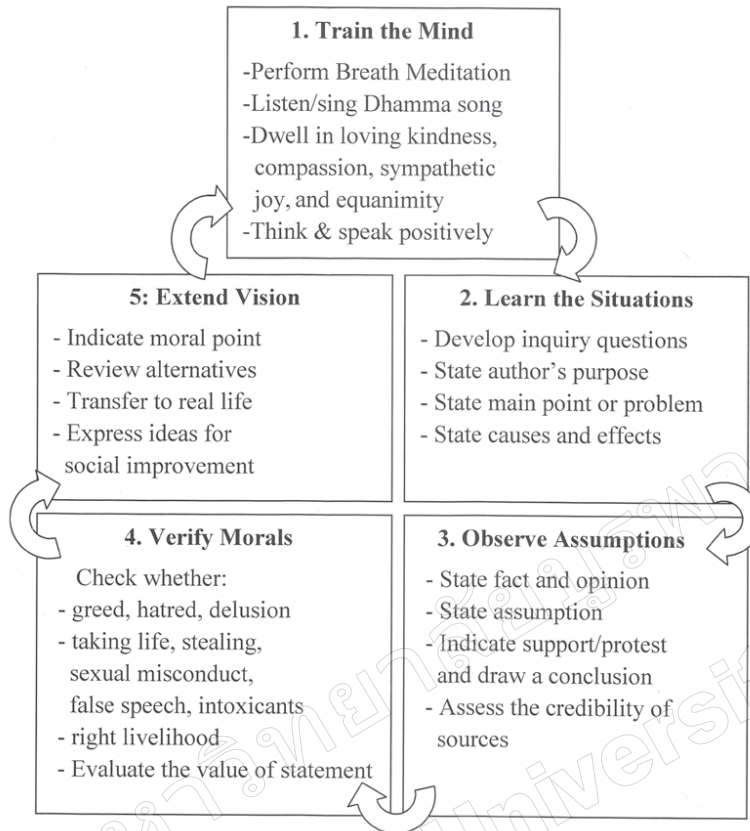 1. Train the Mind
-Perform Breath Meditation
-Listen/sing Dhamma song
-Dwell in loving kindness,
compassion, sympathetic
joy, and equanimity
-Think & speak positively
2. Learn the Situations
- Develop inquiry questions
- State author's purpose
- State main point or problem
- State causes and effects
3. Observe Assumptions
- State fact and opinion
- State assumption
- Indicate support/protest
and draw a conclusion
- Assess the credibility of
sources
4. Verify Morals
Check whether:
- greed, hatred, delusion
- taking life, stealing,
sexual misconduct,
false speech, intoxicants
- right livelihood
- Evaluate the value of statement
5: Extend Vision
- Indicate moral point
- Review alternatives
- Transfer to real life
- Express ideas for
social improvement